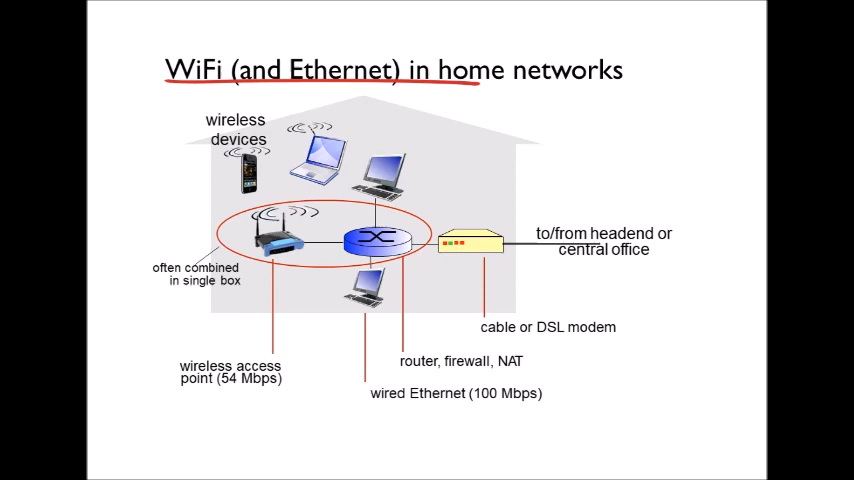 WiFi (and Ethernet) in home networks
wireless
devices
to/from headend or
central office
often combined
in single box
cable or DSL modem
router, firewall, NAT
wireless access
point (54 Mbps)
wired Ethernet (100 Mbps)